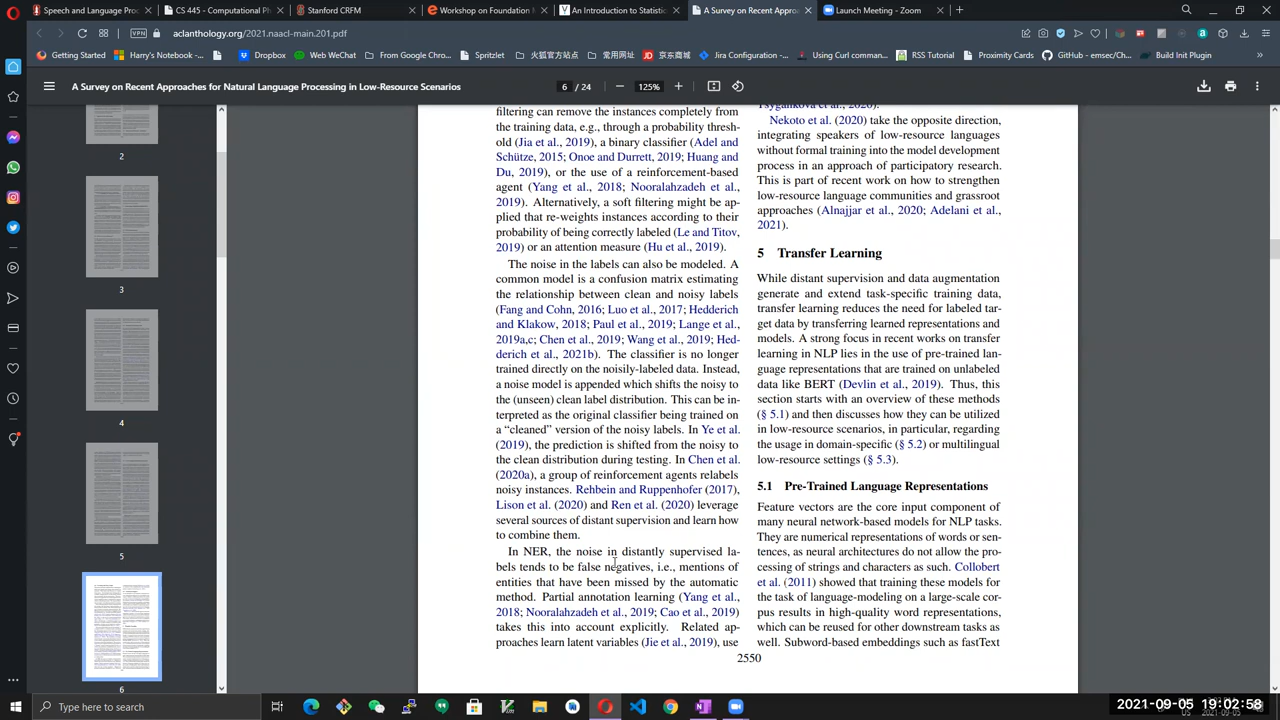 Speech and Language Proc
CS 445 - Computational Ph
Stanford CRFM
Workshop on Foundation
An Introduction to Statistic
A Survey on Recent Appro
Launch Meeting - Zoom
VPN
aclanthology.org/2021.naacl-main.201.pdf
Getting Started
Harry's Notebook -...
Dropbox
Web WeChat
Spritzlet
火狐官方站点
常用网址
京东商城
Jira Configuration -...
Using Curl comman...
RSS Tutorial
Coords Parachute
GitHub - emsec/Ch...
Build Init Plugin
A Survey on Recent Approaches for Natural Language Processing in Low-Resource Scenarios
6 / 24
125%
2
3
4
5
6
filtering can remove the instances completely from
the training data, e.g., through a probability thresh-
old (Jia et al., 2019), a binary classifier (Adel and
Schütze, 2015; Onoe and Durrett, 2019; Huang and
Du, 2019), or the use of a reinforcement-based
agent (Yang et al., 2018; Nooralahzadeh et al.,
2019). Alternatively, a soft filtering might be ap-
plied that re-weights instances according to their
probability of being correctly labeled (Le and Titov,
2019) or an attention measure (Hu et al., 2019).
The noise in the labels can also be modeled. A
common model is a confusion matrix estimating
the relationship between clean and noisy labels
(Fang and Cohn, 2016; Luo et al., 2017; Hedderich
and Klakow, 2018; Paul et al., 2019; Lange et al.,
2019a,c; Chen et al., 2019; Wang et al., 2019; Hed-
derich et al., 2021b). The classifier is no longer
trained directly on the noisily-labeled data. Instead,
a noise model is appended which shifts the noisy to
the (unseen) clean label distribution. This can be in-
terpreted as the original classifier being trained on
a “cleaned” version of the noisy labels. In Ye et al.
(2019), the prediction is shifted from the noisy to
the clean distribution during testing. In Chen et al.
(2020a), a group of reinforcement agents relabels
noisy instances. Rehbein and Ruppenhofer (2017),
Lison et al. (2020) and Ren et al. (2020) leverage
several sources of distant supervision and learn how
to combine them.
In NER, the noise in distantly supervised la-
bels tends to be false negatives, i.e., mentions of
entities that have been missed by the automatic
method. Partial annotation learning (Yang et al.,
2018; Nooralahzadeh et al., 2019; Cao et al., 2019)
takes this into account explicitly. Related ap-
proaches learn latent variables (Jie et al., 2019), use
Tsygankova et al., 2020).
Nekoto et al. (2020) take the opposite direction,
integrating speakers of low-resource languages
without formal training into the model development
process in an approach of participatory research.
This is part of recent work on how to strengthen
low-resource language communities and grassroot
approaches (Alnajjar et al., 2020; Adelani et al.,
2021).
5 Transfer Learning
While distant supervision and data augmentation
generate and extend task-specific training data,
transfer learning reduces the need for labeled tar-
get data by transferring learned representations and
models. A strong focus in recent works on transfer
learning in NLP lies in the use of pre-trained lan-
guage representations that are trained on unlabeled
data like BERT (Devlin et al., 2019). Thus, this
section starts with an overview of these methods
(§ 5.1) and then discusses how they can be utilized
in low-resource scenarios, in particular, regarding
the usage in domain-specific (§ 5.2) or multilingual
low-resource settings (§ 5.3).
5.1 Pre-Trained Language Representations
Feature vectors are the core input component of
many neural network-based models for NLP tasks.
They are numerical representations of words or sen-
tences, as neural architectures do not allow the pro-
cessing of strings and characters as such. Collobert
et al. (2011) showed that training these models for
the task of language-modeling on a large-scale cor-
pus results in high-quality word representations,
which can be reused for other downstream tasks as
well. Subword-based embeddings such as fastText
2550
Type here to search
2021-09-05 19:02:58